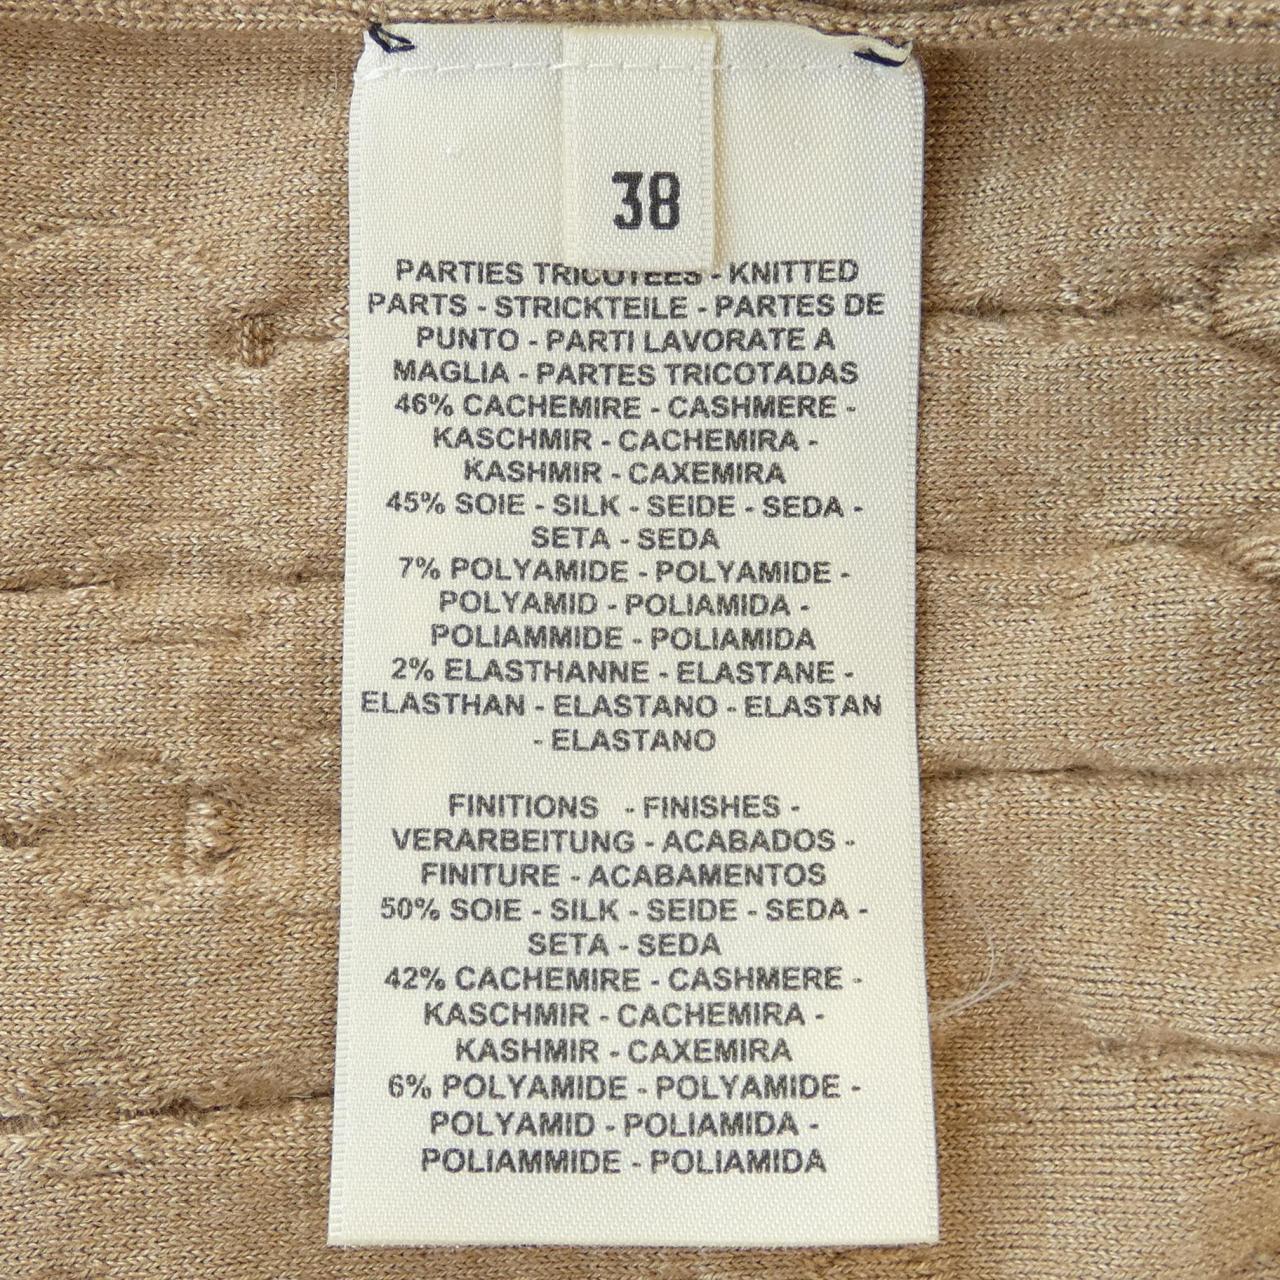 38
PARTIES TRICOTEES - KNITTED
PARTS - STRICKTEILE - PARTES DE
PUNTO - PARTI LAVORATE A
MAGLIA - PARTES TRICOTADAS
46% CACHEMIRE - CASHMERE -
KASCHMIR - CACHEMIRA -
KASHMIR - CAXEMIRA
45% SOIE - SILK - SEIDE - SEDA -
SETA - SEDA
7% POLYAMIDE - POLYAMIDE -
POLYAMID - POLIAMIDA -
POLIAMMIDE - POLIAMIDA
2% ELASTHANNE - ELASTANE -
ELASTHAN - ELASTANO - ELASTAN
- ELASTANO
FINITIONS - FINISHES -
VERARBEITUNG - ACABADOS -
FINITURE - ACABAMENTOS
50% SOIE - SILK - SEIDE - SEDA -
SETA - SEDA
42% CACHEMIRE - CASHMERE -
KASCHMIR - CACHEMIRA -
KASHMIR - CAXEMIRA
6% POLYAMIDE - POLYAMIDE -
POLYAMID - POLIAMIDA -
POLIAMMIDE - POLIAMIDA